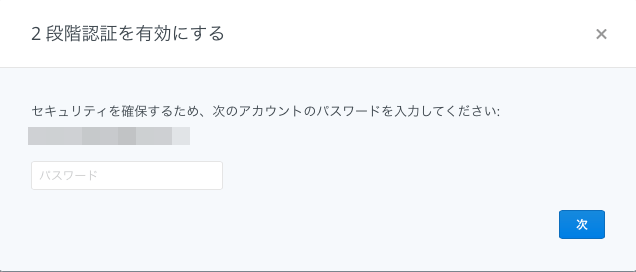 2 段階認証を有効にする
×
セキュリティを確保するため、次のアカウントのパスワードを入力してください:
パスワード
次